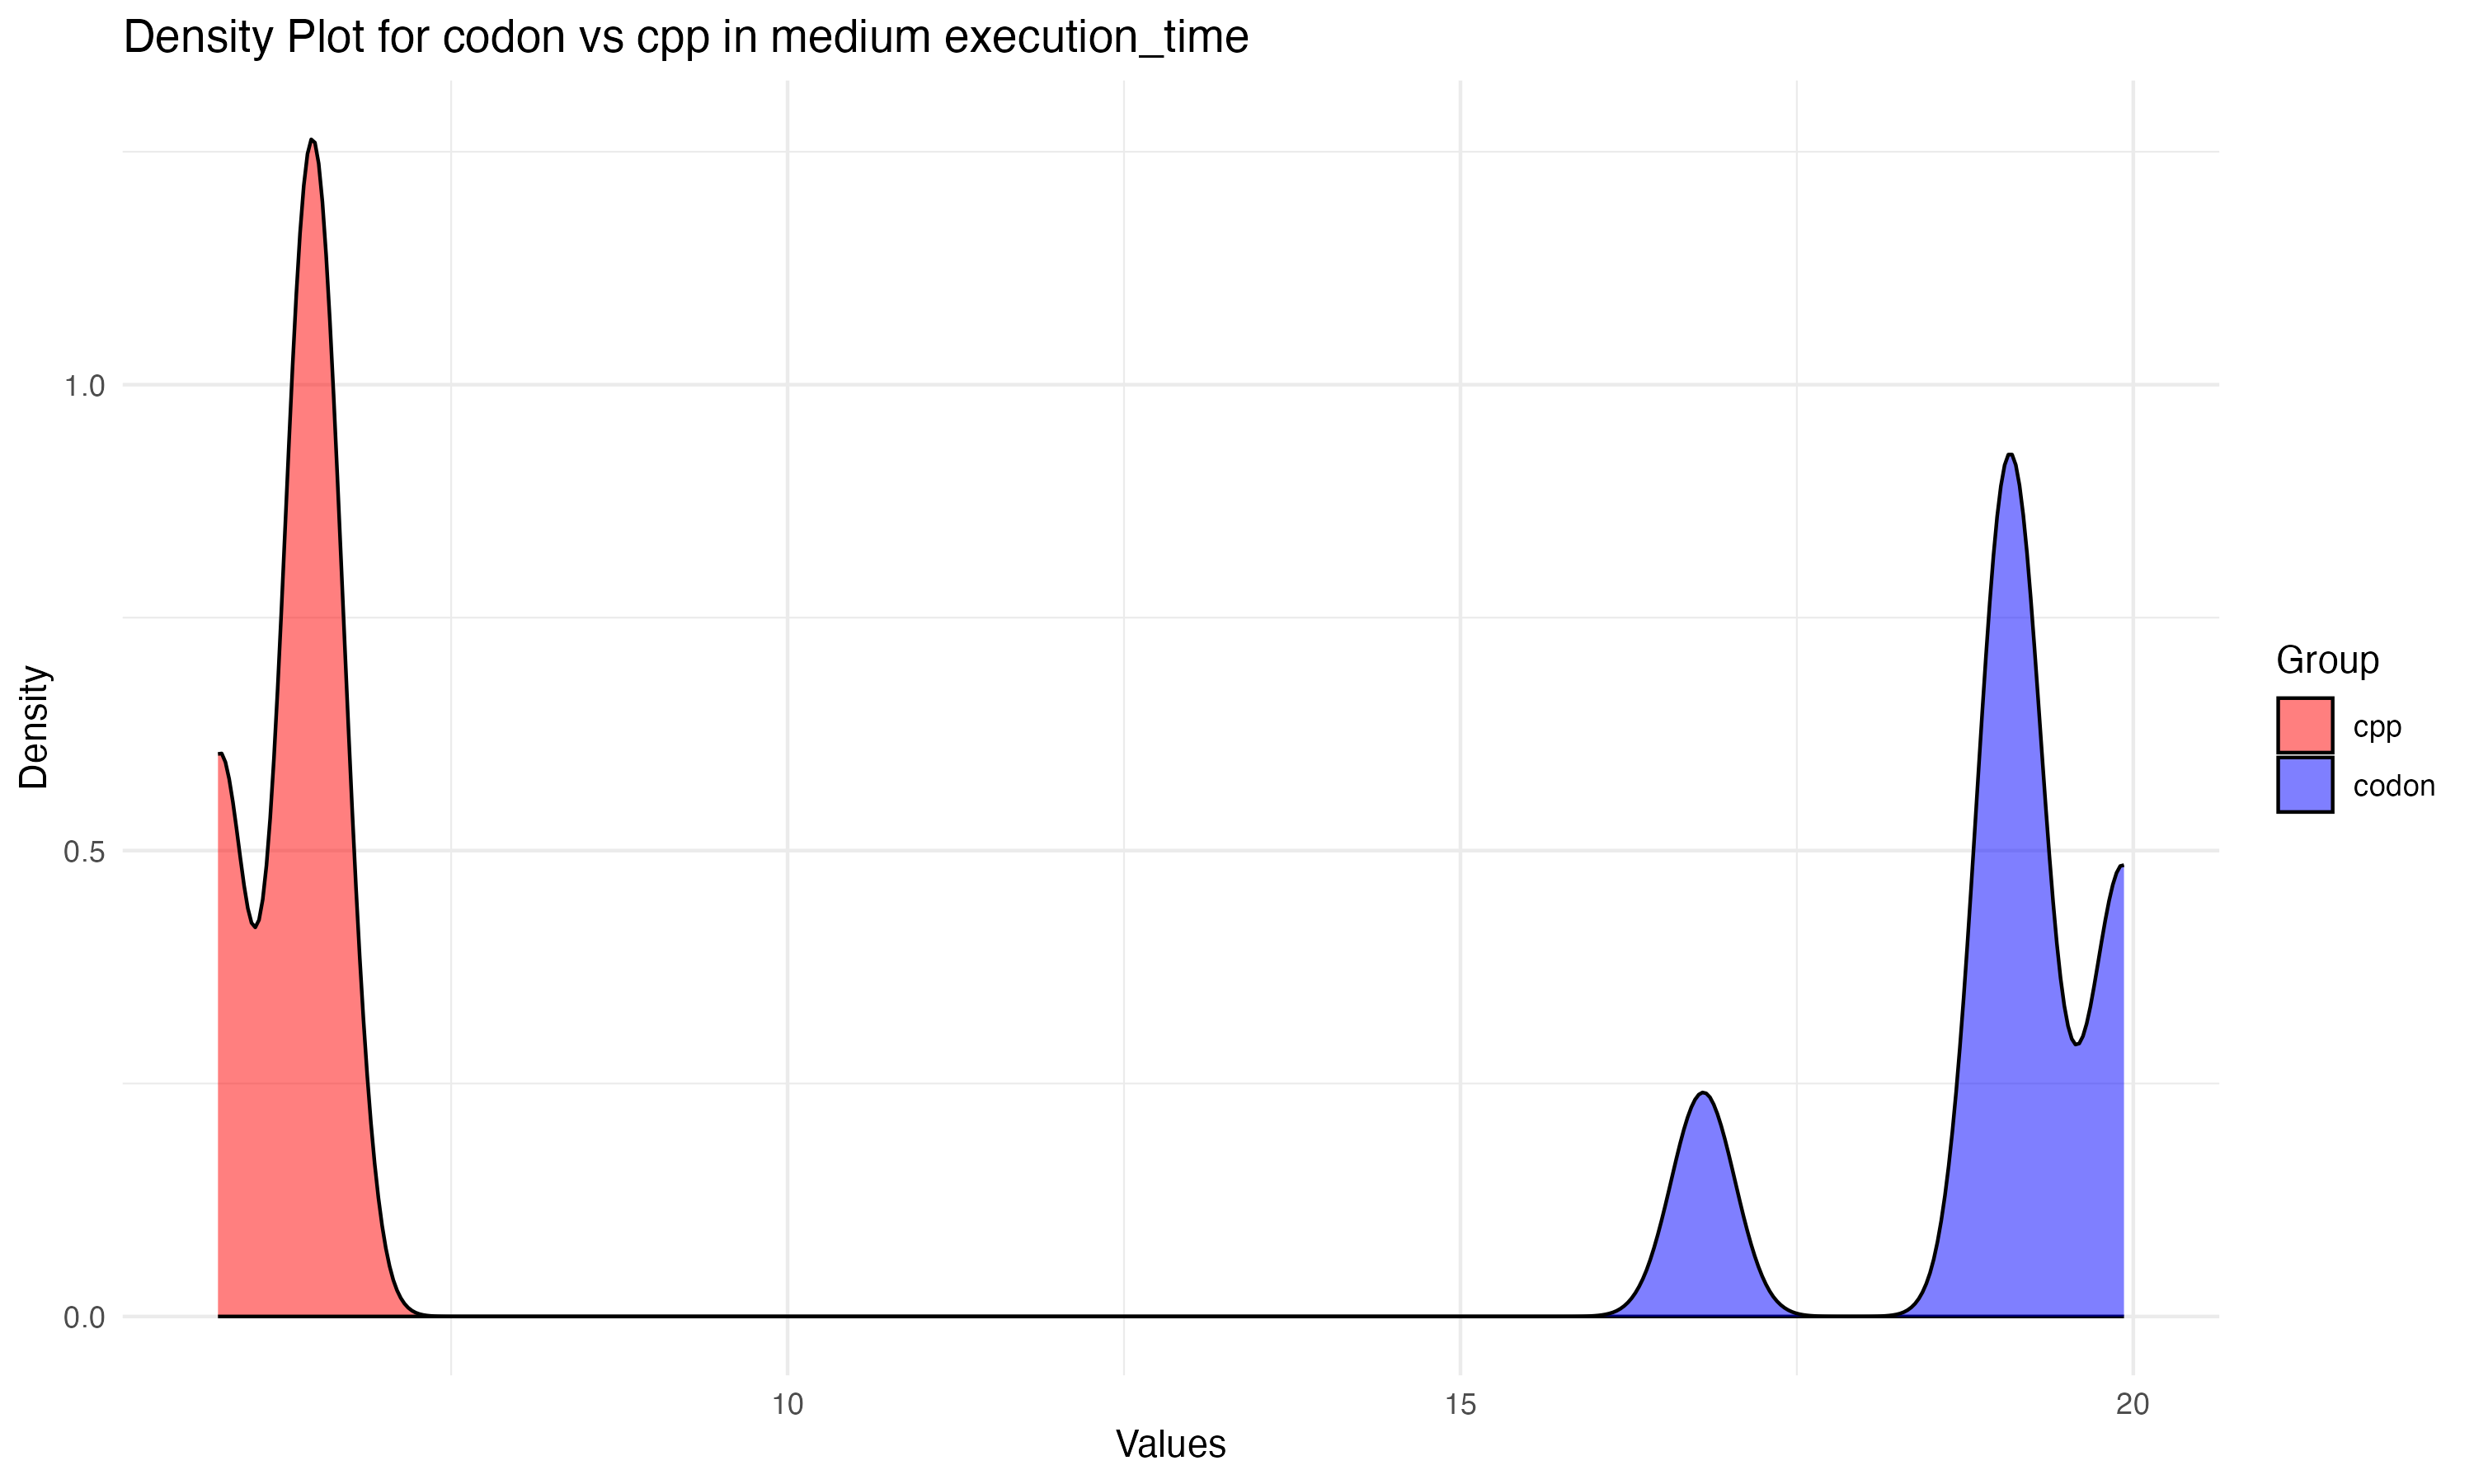 Density Plot for codon vs cpp in medium execution_time
Density
1.0
0.5
0.0
10
15
20
Values
Group
cpp
codon